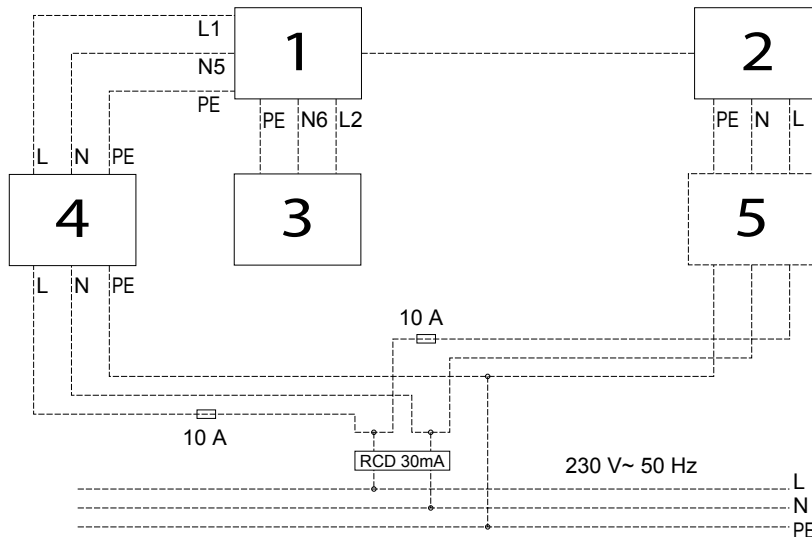 L1
1
2
N5
PE
PE N6 L2
PE N L
L N PE
4
3
5
L N PE
10 A
10 A
RCD 30mA
230 V~ 50 Hz
L
N
PE